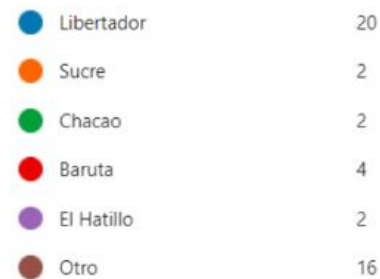 Libertador 20
Sucre 2
Chacao 2
Baruta 4
El Hatillo 2
Otro 16